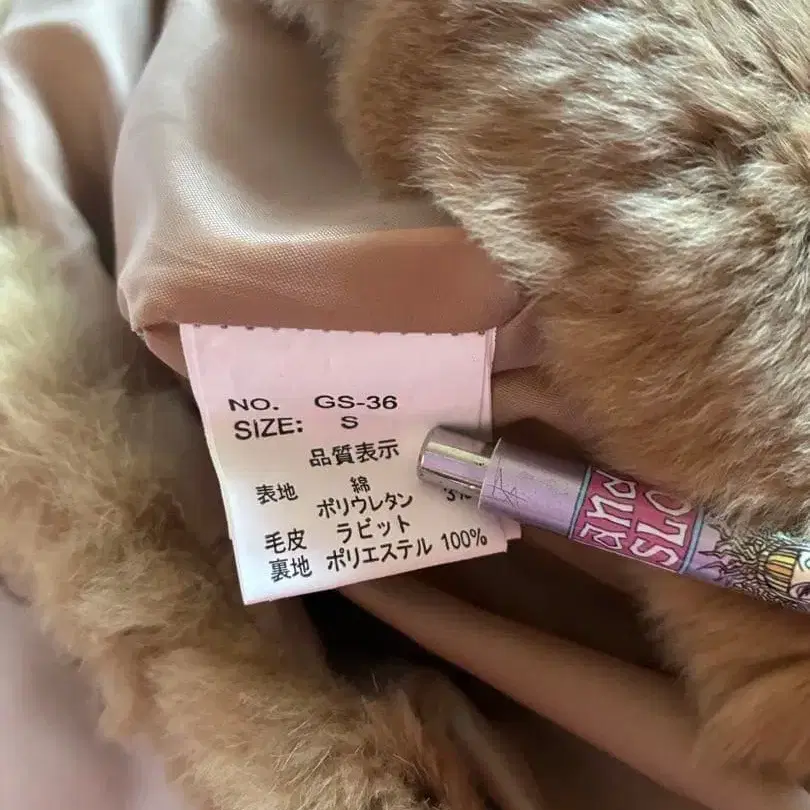 NO. GS-36
SIZE: S
品質表示
表地 綿
ポリウレタン 3%
毛皮 ラビット
裏地 ポリエステル 100%